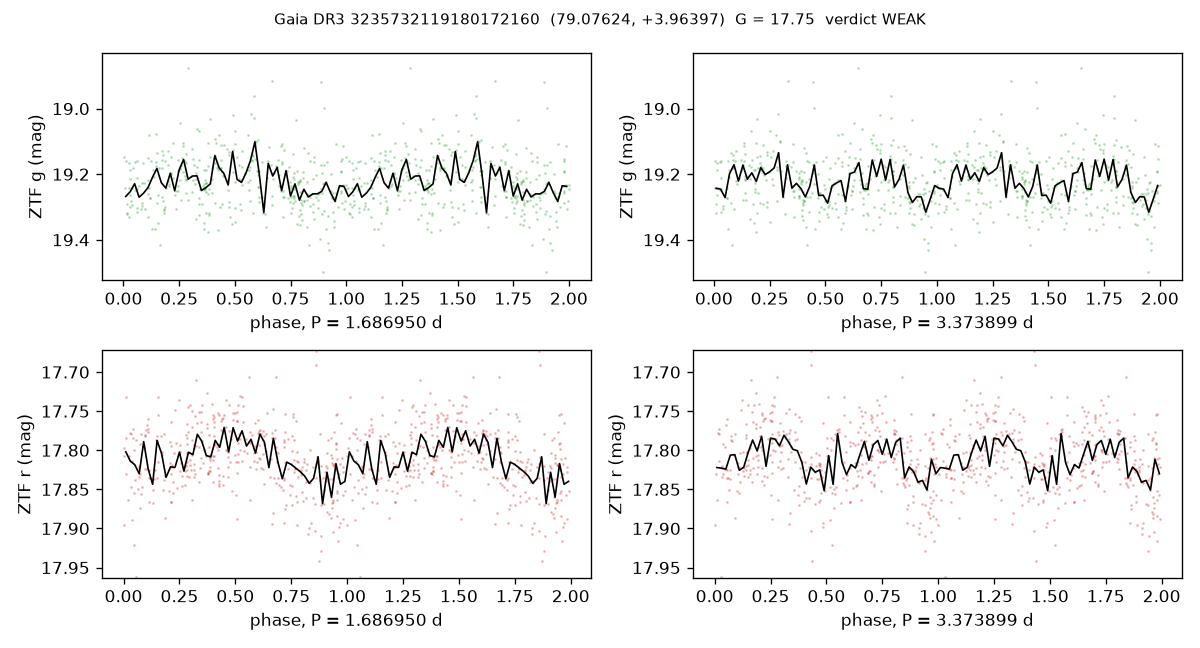 Gaia DR3 3235732119180172160 (79.07624, +3.96397) G = 17.75 verdict WEAK
ZTF g (mag)
19.0
19.2
19.4
0.00 0.25 0.50 0.75 1.00 1.25 1.50 1.75 2.00
phase, P = 1.686950 d
ZTF g (mag)
19.0
19.2
19.4
0.00 0.25 0.50 0.75 1.00 1.25 1.50 1.75 2.00
phase, P = 3.373899 d
ZTF r (mag)
17.70
17.75
17.80
17.85
17.90
17.95
0.00 0.25 0.50 0.75 1.00 1.25 1.50 1.75 2.00
phase, P = 1.686950 d
ZTF r (mag)
17.70
17.75
17.80
17.85
17.90
17.95
0.00 0.25 0.50 0.75 1.00 1.25 1.50 1.75 2.00
phase, P = 3.373899 d